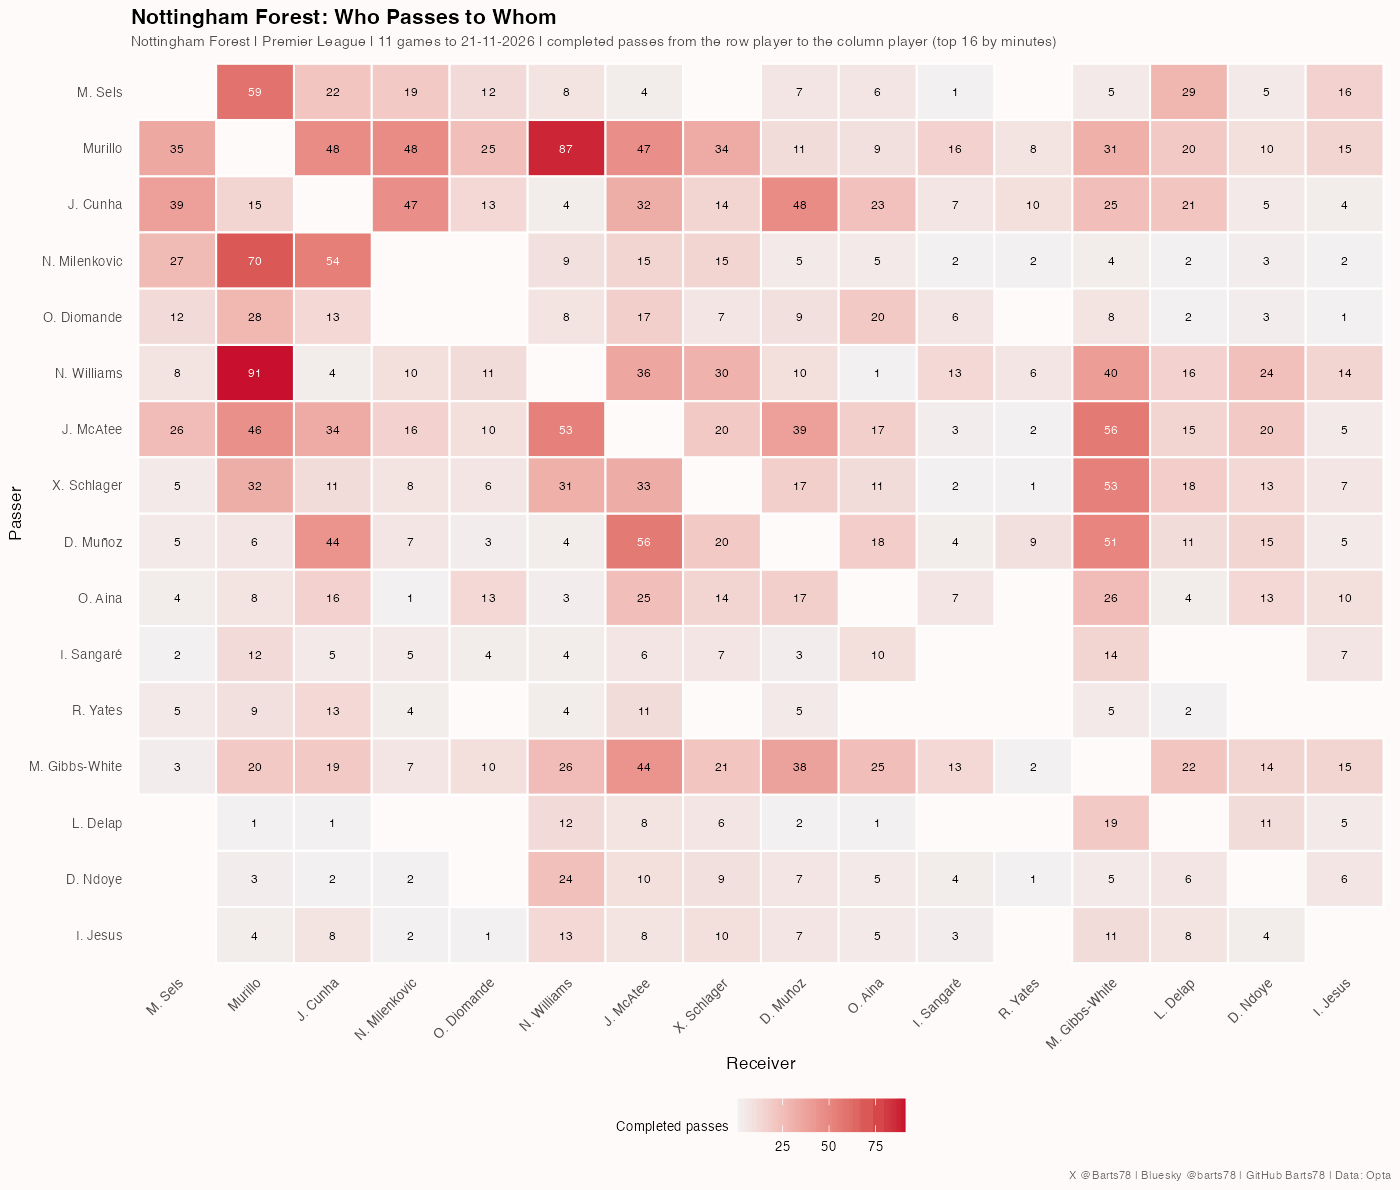 Nottingham Forest: Who Passes to Whom
Nottingham Forest | Premier League | 11 games to 21-11-2026 | completed passes from the row player to the column player (top 16 by minutes)
M. Sels 59 22 19 12 8 4 7 6 1 5 29 5 16
Murillo 35 48 48 25 87 47 34 11 9 16 8 31 20 10 15
J. Cunha 39 15 47 13 4 32 14 48 23 7 10 25 21 5 4
N. Milenkovic 27 70 54 9 15 15 5 5 2 2 4 2 3 2
O. Diomande 12 28 13 8 17 7 9 20 6 8 2 3 1
N. Williams 8 91 4 10 11 36 30 10 1 13 6 40 16 24 14
J. McAtee 26 46 34 16 10 53 20 39 17 3 2 56 15 20 5
X. Schlager 5 32 11 8 6 31 33 17 11 2 1 53 18 13 7
D. Muñoz 5 6 44 7 3 4 56 20 18 4 9 51 11 15 5
O. Aina 4 8 16 1 13 3 25 14 17 7 26 4 13 10
I. Sangaré 2 12 5 5 4 4 6 7 3 10 14 7
R. Yates 5 9 13 4 4 11 5 5 2
M. Gibbs-White 3 20 19 7 10 26 44 21 38 25 13 2 22 14 15
L. Delap 1 1 12 8 6 2 1 19 11 5
D. Ndoye 3 2 2 24 10 9 7 5 4 1 5 6 6
I. Jesus 4 8 2 1 13 8 10 7 5 3 11 8 4
Passer
M. Sels Murillo J. Cunha N. Milenkovic O. Diomande N. Williams J. McAtee X. Schlager D. Muñoz O. Aina I. Sangaré R. Yates M. Gibbs-White L. Delap D. Ndoye I. Jesus
Receiver
Completed passes
25 50 75
X @Barts78 | Bluesky @barts78 | GitHub Barts78 | Data: Opta